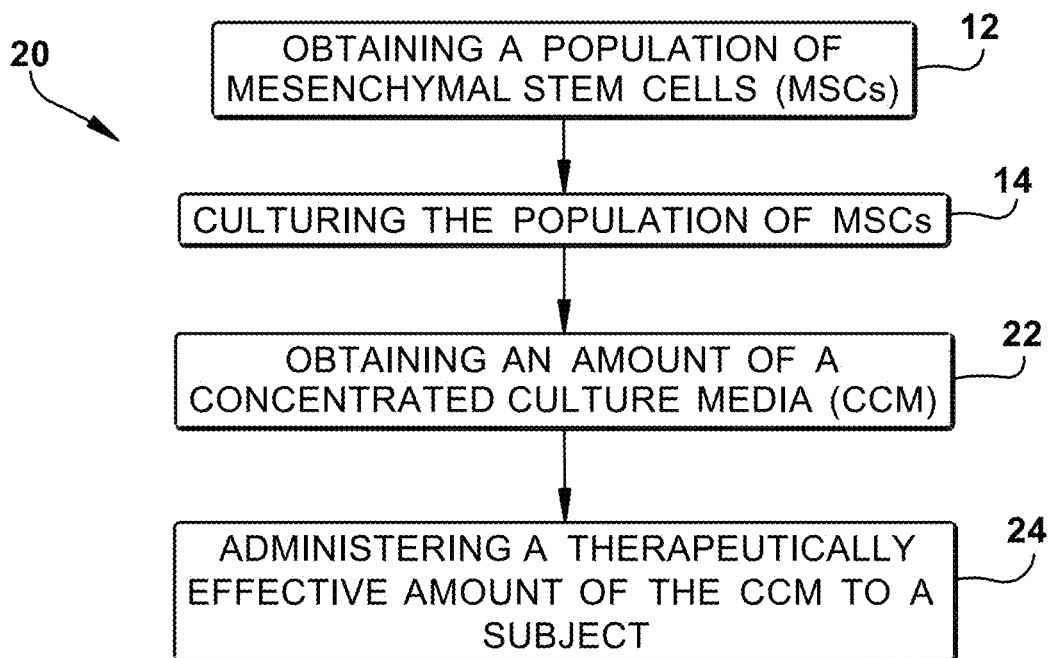 20
OBTAINING A POPULATION OF
MESENCHYMAL STEM CELLS (MSCs)
12
CULTURING THE POPULATION OF MSCs
14
OBTAINING AN AMOUNT OF A
CONCENTRATED CULTURE MEDIA (CCM)
22
ADMINISTERING A THERAPEUTICALLY
EFFECTIVE AMOUNT OF THE CCM TO A
SUBJECT
24